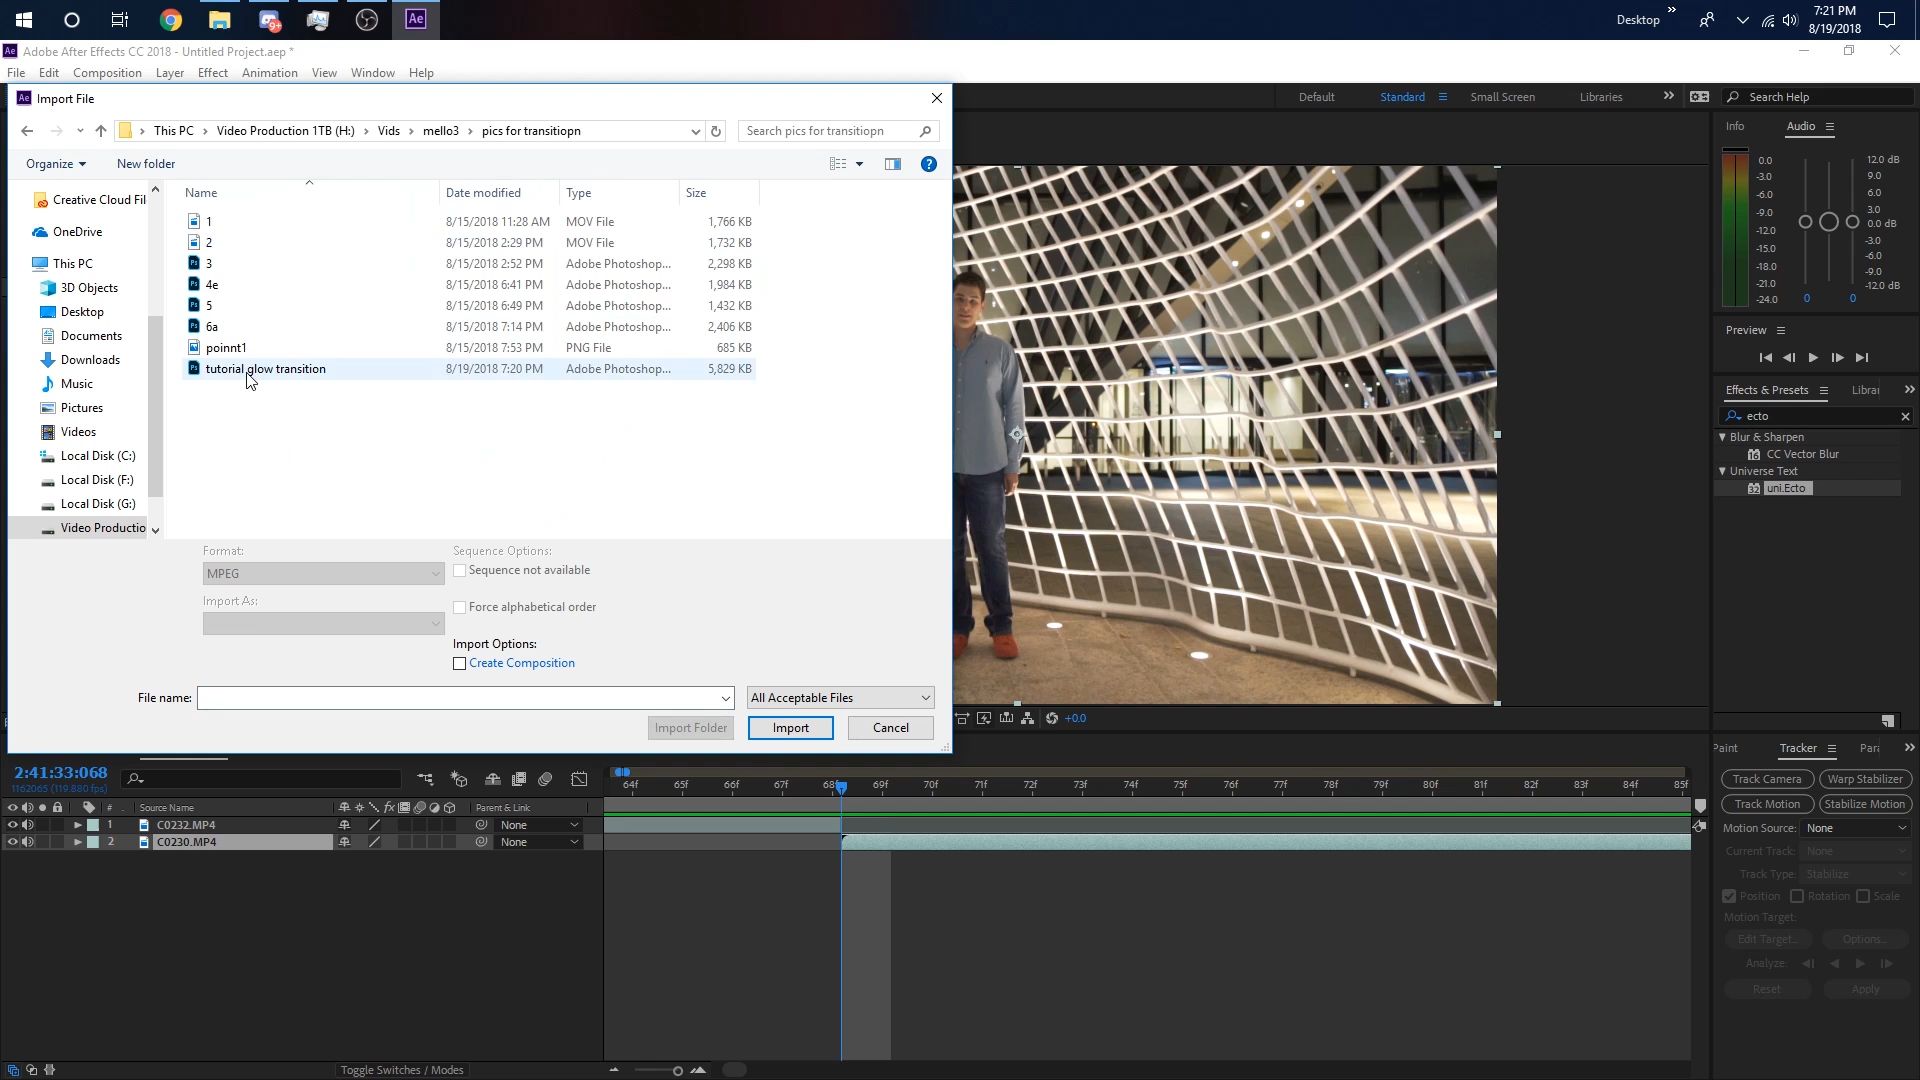 Desktop
7:21 PM
8/19/2018
Ae
9+
Adobe After Effects CC 2018 - Untitled Project.aep *
File Edit Composition Layer Effect Animation View Window Help
Ae Import File
This PC > Video Production 1TB (H:) > Vids > mello3 > pics for transitiopn
Search pics for transitiopn
Organize New folder
Name Date modified Type Size
1 8/15/2018 11:28 AM MOV File 1,766 KB
2 8/15/2018 2:29 PM MOV File 1,732 KB
3 8/15/2018 2:52 PM Adobe Photoshop... 2,298 KB
4e 8/15/2018 6:41 PM Adobe Photoshop... 1,984 KB
5 8/15/2018 6:49 PM Adobe Photoshop... 1,432 KB
6a 8/15/2018 7:14 PM Adobe Photoshop... 2,406 KB
poinnt1 8/15/2018 7:53 PM PNG File 685 KB
tutorial glow transition 8/19/2018 7:20 PM Adobe Photoshop... 5,829 KB
Creative Cloud Fil
OneDrive
This PC
3D Objects
Desktop
Documents
Downloads
Music
Pictures
Videos
Local Disk (C:)
Local Disk (F:)
Local Disk (G:)
Video Productio
Format:
MPEG
Import As:
Sequence Options:
Sequence not available
Force alphabetical order
Import Options:
Create Composition
File name:
All Acceptable Files
Import Folder Import Cancel
Default Standard Small Screen Libraries
Search Help
Info Audio
0.0
-3.0
-6.0
-9.0
-12.0
-15.0
-18.0
-21.0
-24.0
12.0 dB
9.0
6.0
3.0
0.0 dB
-3.0
-6.0
-9.0
-12.0 dB
0 0
Preview
Effects & Presets Librar
ecto
Blur & Sharpen
CC Vector Blur
Universe Text
uni.Ecto
+0.0
2:41:33:068
1162065 (119.880 fps)
64f 65f 66f 67f 68f 69f 70f 71f 72f 73f 74f 75f 76f 77f 78f 79f 80f 81f 82f 83f 84f 85f
# Source Name Parent & Link
1 C0232.MP4 None
2 C0230.MP4 None
Toggle Switches / Modes
Paint Tracker Para
Track Camera Warp Stabilizer
Track Motion Stabilize Motion
Motion Source: None
Current Track: None
Track Type: Stabilize
Position Rotation Scale
Motion Target:
Edit Target... Options...
Analyze:
Reset Apply